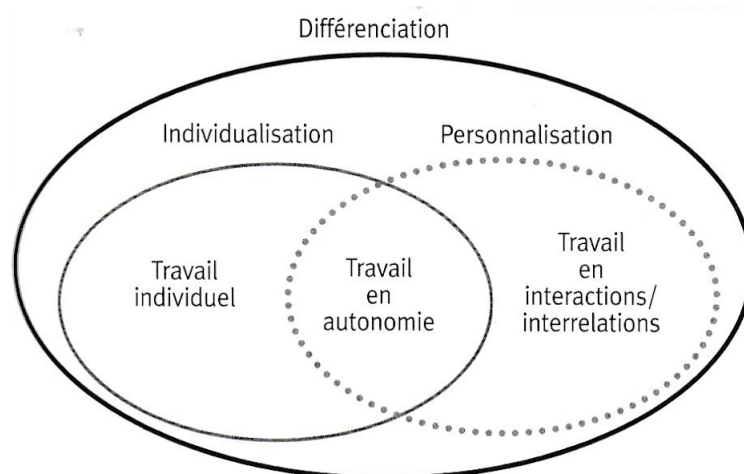 Différenciation
Individualisation
Personnalisation
Travail
individuel
Travail
en
autonomie
Travail
en
interactions/
interrelations